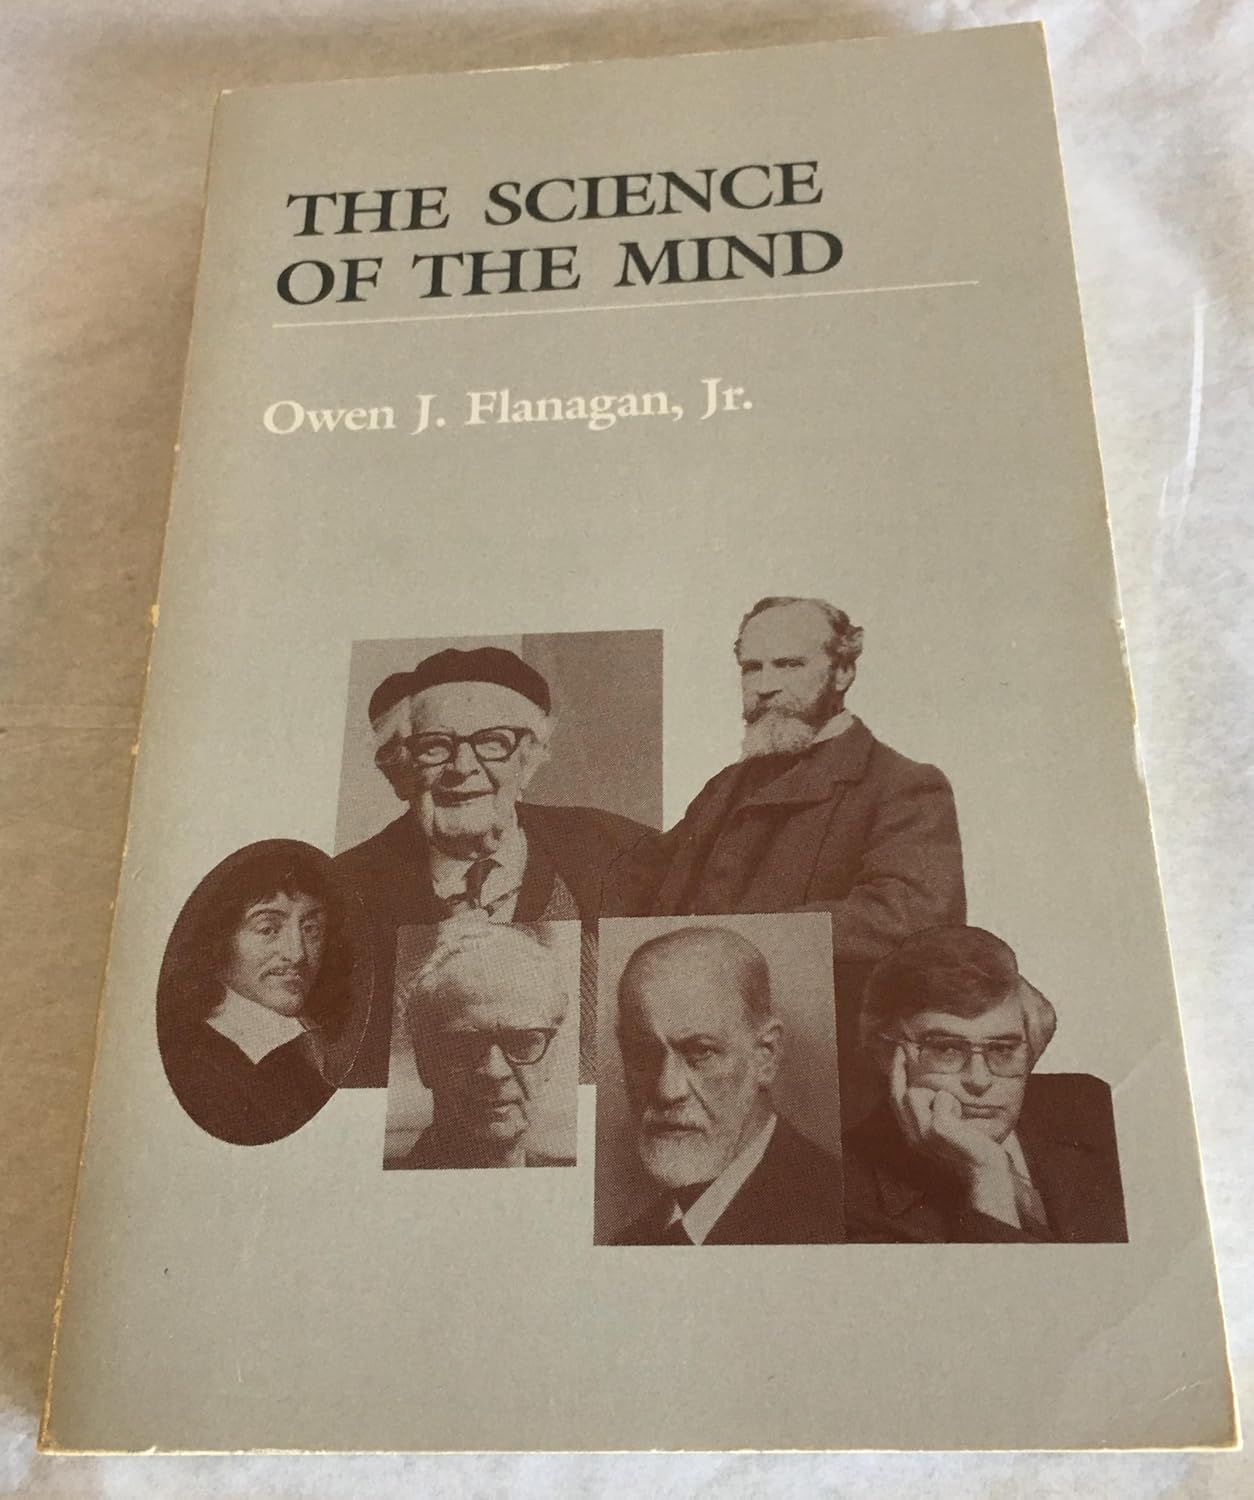 THE SCIENCE
OF THE MIND
Owen J. Flanagan, Jr.